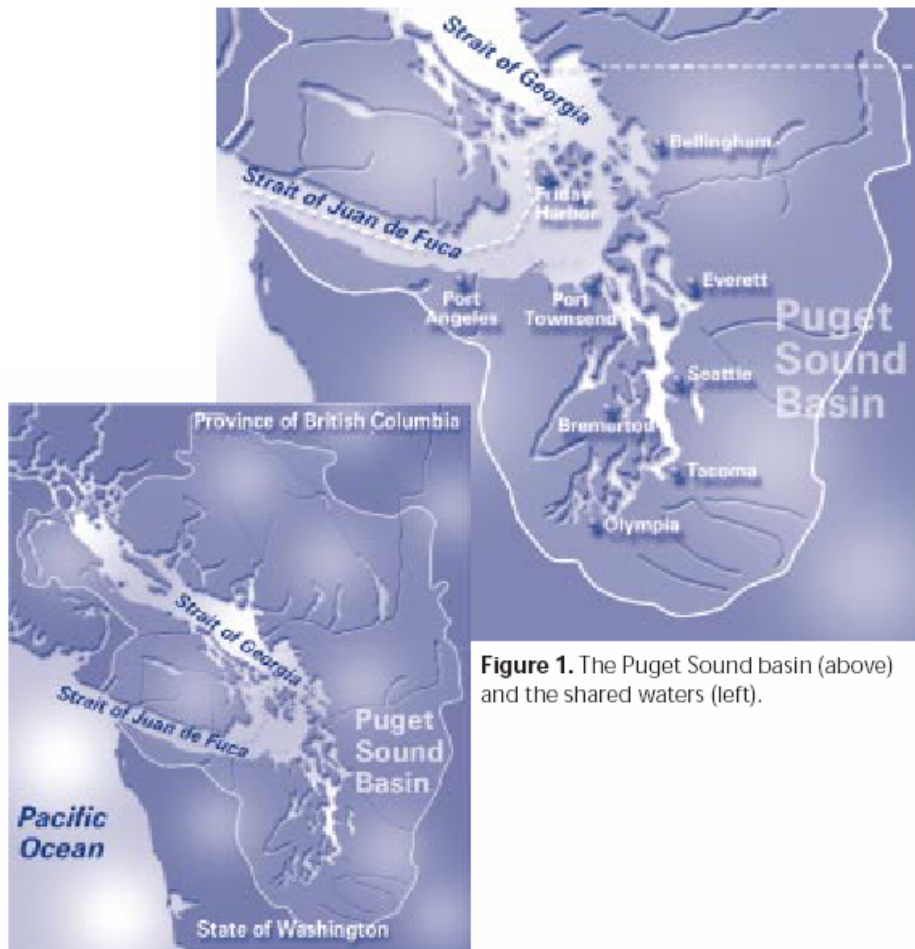 Strait of Georgia
Bellingham
Strait of Juan de Fuca
Friday
Harbor
Everett
Port
Angeles
Port
Townsend
Puget
Sound
Basin
Seattle
Bremerton
Tacoma
Olympia
Province of British Columbia
Strait of Georgia
Strait of Juan de Fuca
Puget
Sound
Basin
Pacific
Ocean
State of Washington
Figure 1. The Puget Sound basin (above)
and the shared waters (left).